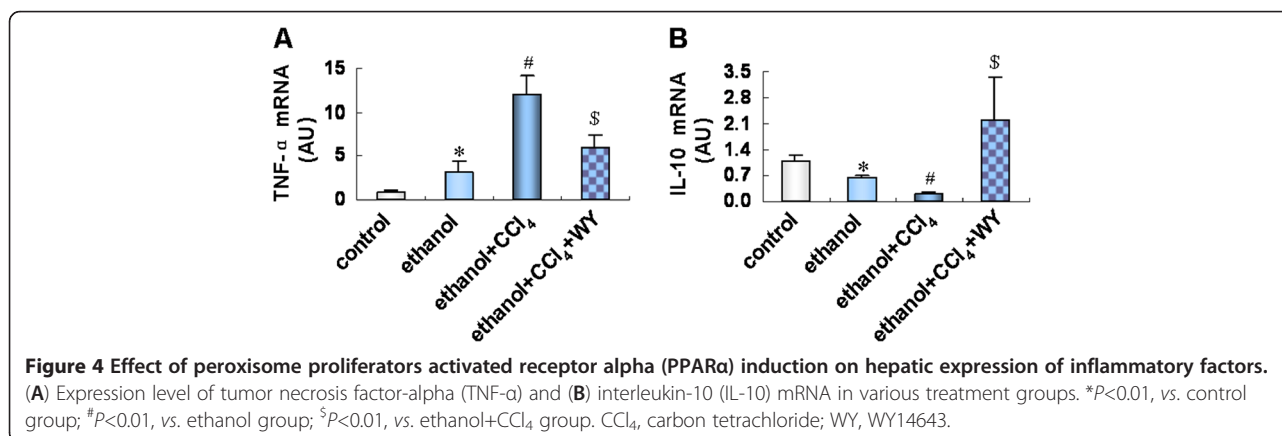 A
TNF-α mRNA
(AU)
15
10
5
0
#
*
$
control
ethanol
ethanol+CCl₄
ethanol+CCl₄+WY
B
IL-10 mRNA
(AU)
3.5
2.8
2.1
1.4
0.7
0.0
$
*
#
control
ethanol
ethanol+CCl₄
ethanol+CCl₄+WY
Figure 4 Effect of peroxisome proliferators activated receptor alpha (PPARα) induction on hepatic expression of inflammatory factors.
(A) Expression level of tumor necrosis factor-alpha (TNF-α) and (B) interleukin-10 (IL-10) mRNA in various treatment groups. *P<0.01, vs. control
group; #P<0.01, vs. ethanol group; $P<0.01, vs. ethanol+CCl₄ group. CCl₄, carbon tetrachloride; WY, WY14643.